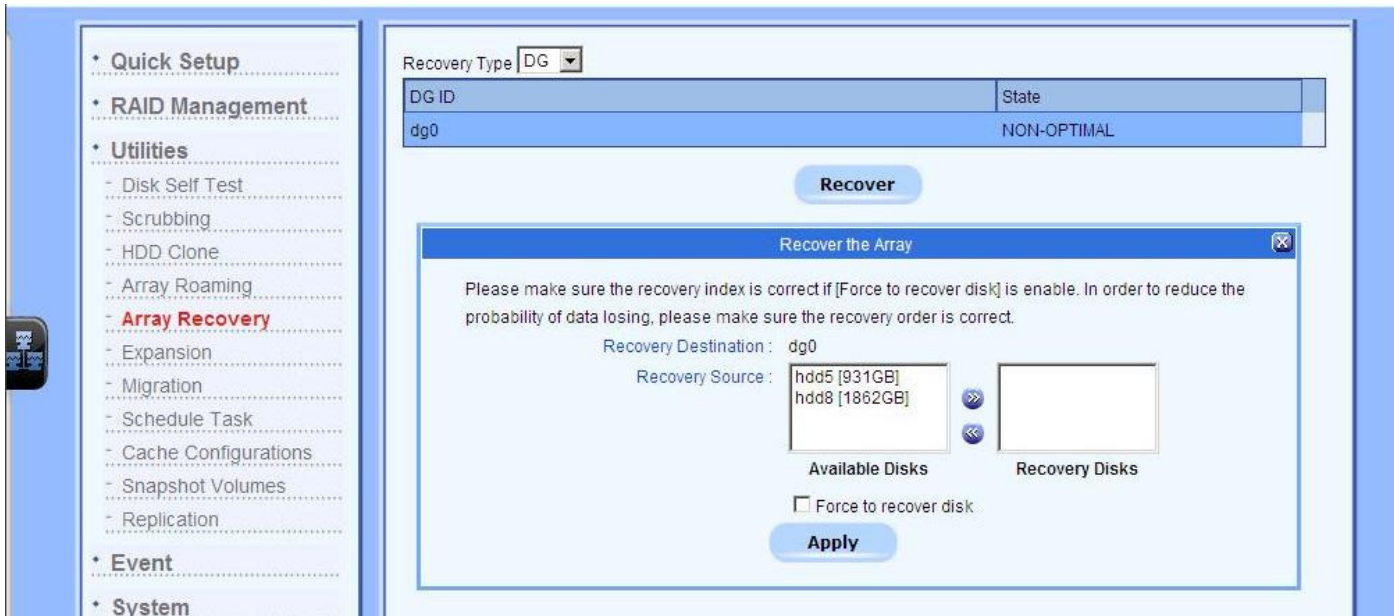 Quick Setup
RAID Management
Utilities
- Disk Self Test
- Scrubbing
- HDD Clone
- Array Roaming
- Array Recovery
- Expansion
- Migration
- Schedule Task
- Cache Configurations
- Snapshot Volumes
- Replication
Event
System
Recovery Type DG
DG ID State
dg0 NON-OPTIMAL
Recover
Recover the Array
Please make sure the recovery index is correct if [Force to recover disk] is enable. In order to reduce the
probability of data losing, please make sure the recovery order is correct.
Recovery Destination : dg0
Recovery Source :
hdd5 [931GB]
hdd8 [1862GB]
Available Disks Recovery Disks
Force to recover disk
Apply